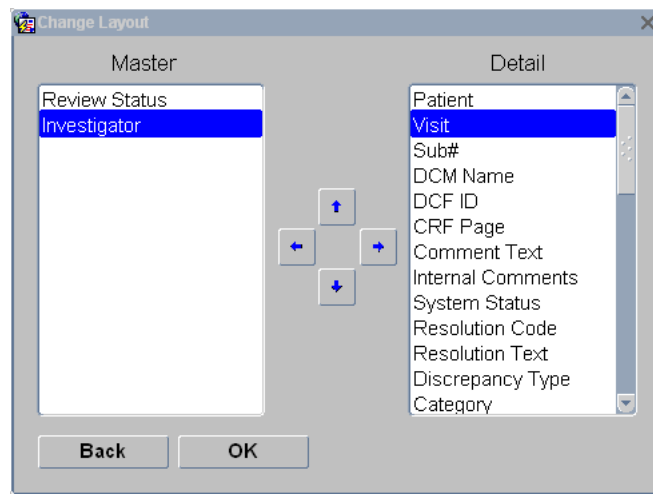 Change Layout
Master
Detail
Review Status
Investigator
Patient
Visit
Sub#
DCM Name
DCF ID
CRF Page
Comment Text
Internal Comments
System Status
Resolution Code
Resolution Text
Discrepancy Type
Category
Back
OK